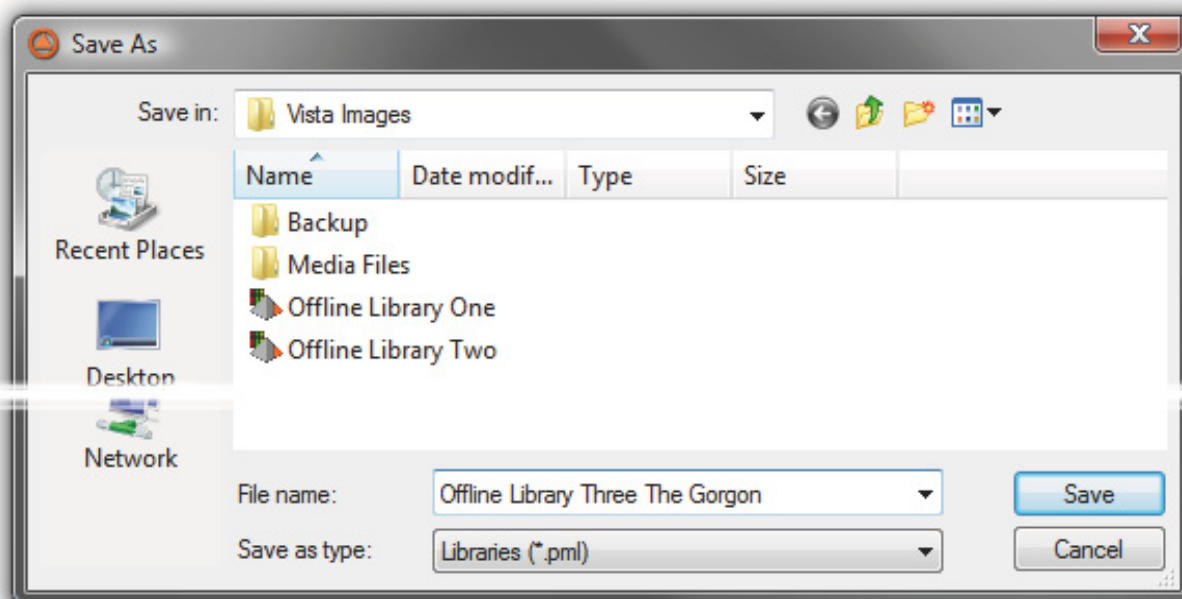 Save As
Save in: Vista Images
Name Date modif... Type Size
Recent Places
Desktop
Network
Backup
Media Files
Offline Library One
Offline Library Two
File name: Offline Library Three The Gorgon Save
Save as type: Libraries (*.pml) Cancel